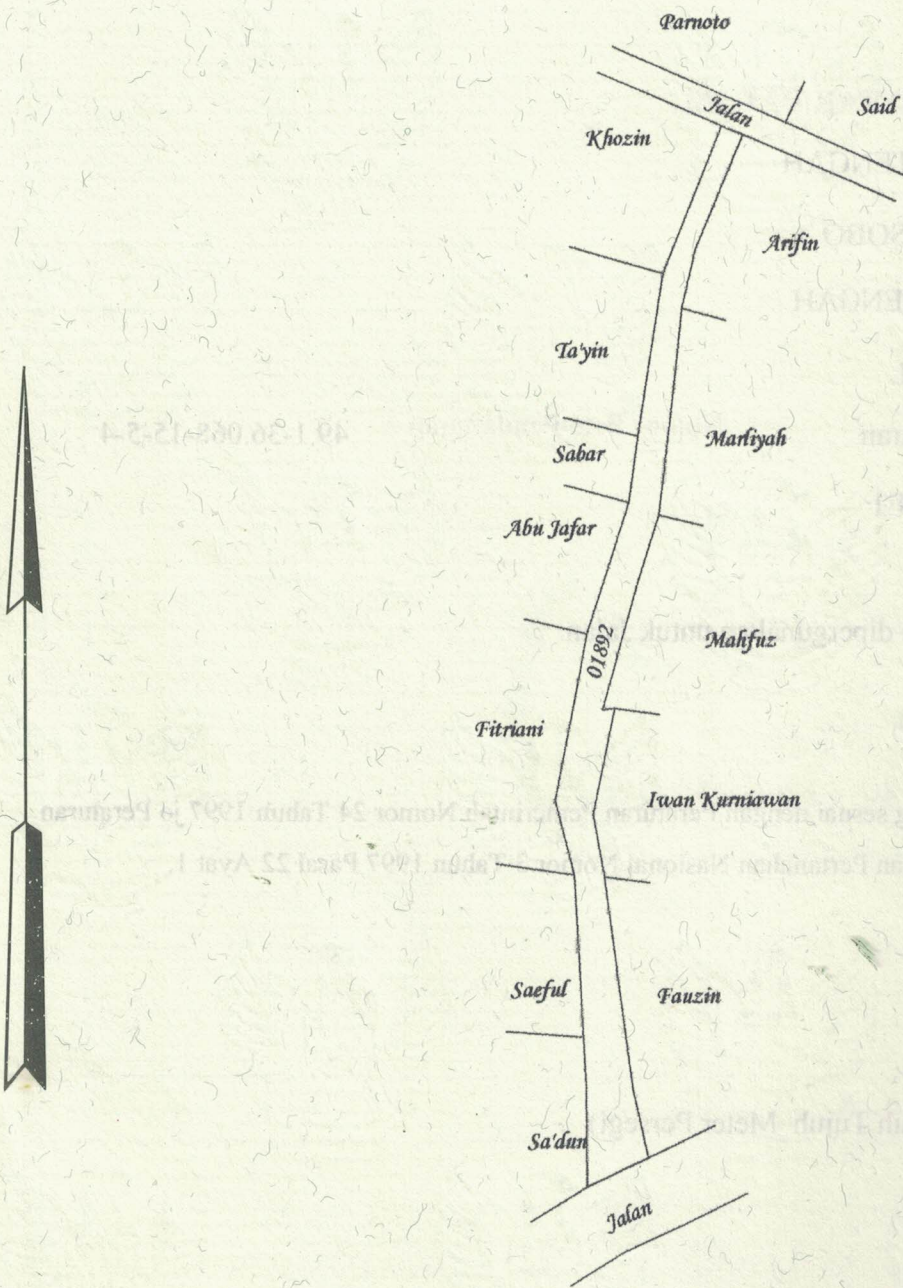 Parnoto
Said
Jalan
Khozin
Arifin
Ta'yin
Marliyah
Sabar
Abu Jafar
01892
Mahfuz
Fitriani
Iwan Kurniawan
Saeful
Fauzin
Sa'dun
Jalan
49.1-36.068-15-5-4
dipergunakan untuk jalan
sesuai dengan Peraturan Pemerintah Nomor 24 Tahun 1997 jo Peraturan
Pertanahan Nasional Nomor 3 Tahun 1997 Pasal 22 Ayat 1
Tujuh Meter Persegi)